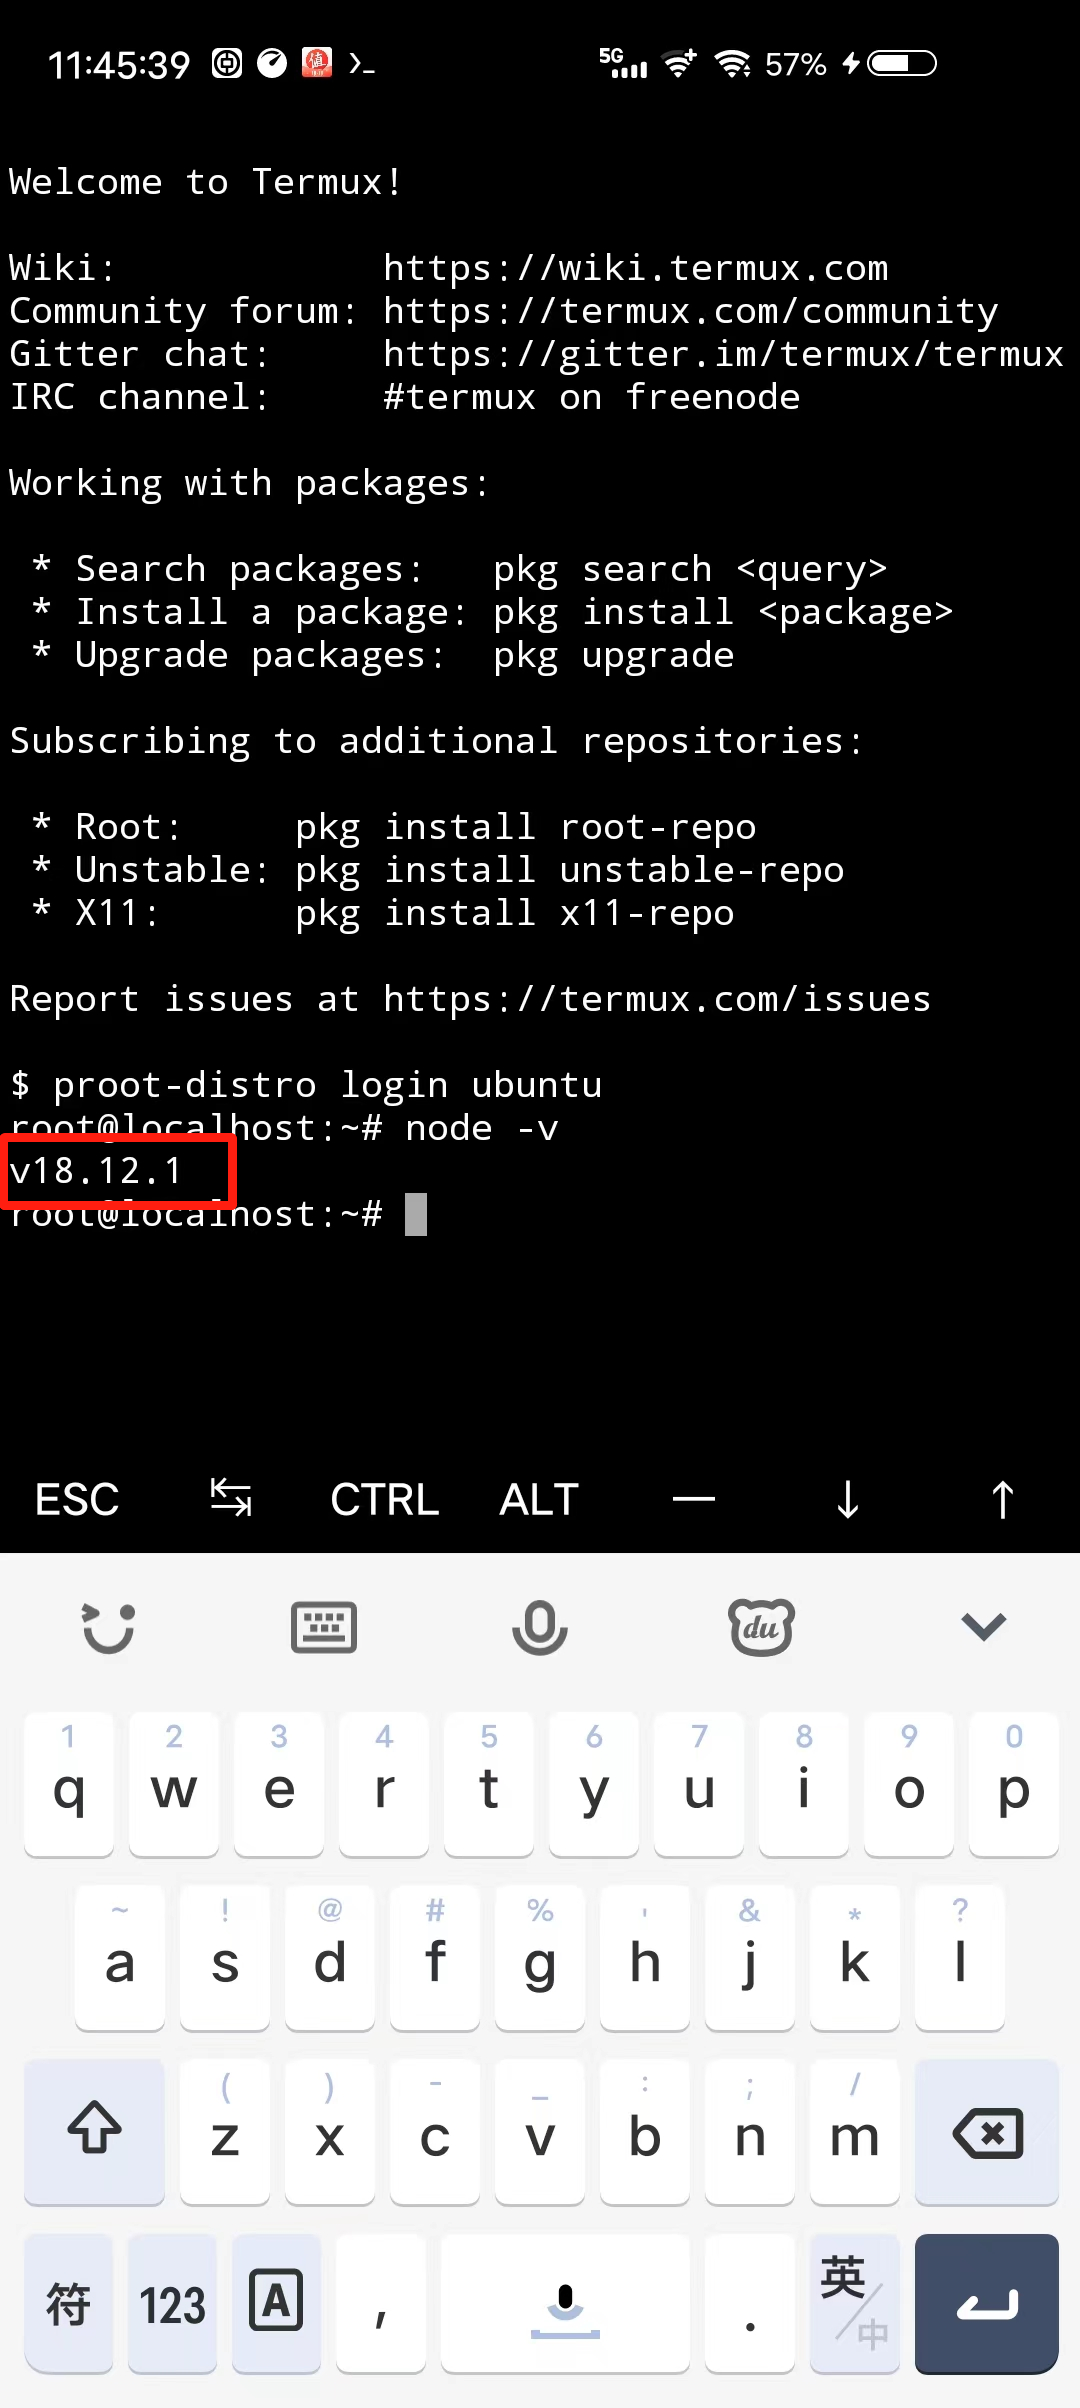 11:45:39 值 >_ 5G 57%
Welcome to Termux!
Wiki: https://wiki.termux.com
Community forum: https://termux.com/community
Gitter chat: https://gitter.im/termux/termux
IRC channel: #termux on freenode
Working with packages:
* Search packages: pkg search <query>
* Install a package: pkg install <package>
* Upgrade packages: pkg upgrade
Subscribing to additional repositories:
* Root: pkg install root-repo
* Unstable: pkg install unstable-repo
* X11: pkg install x11-repo
Report issues at https://termux.com/issues
$ proot-distro login ubuntu
root@localhost:~# node -v
v18.12.1
root@localhost:~#
ESC ↹ CTRL ALT — ↓ ↑
du
1 2 3 4 5 6 7 8 9 0
q w e r t y u i o p
~ ! @ # % ' & * ?
a s d f g h j k l
( ) - _ : ; /
z x c v b n m
符 123 A , . 英/中